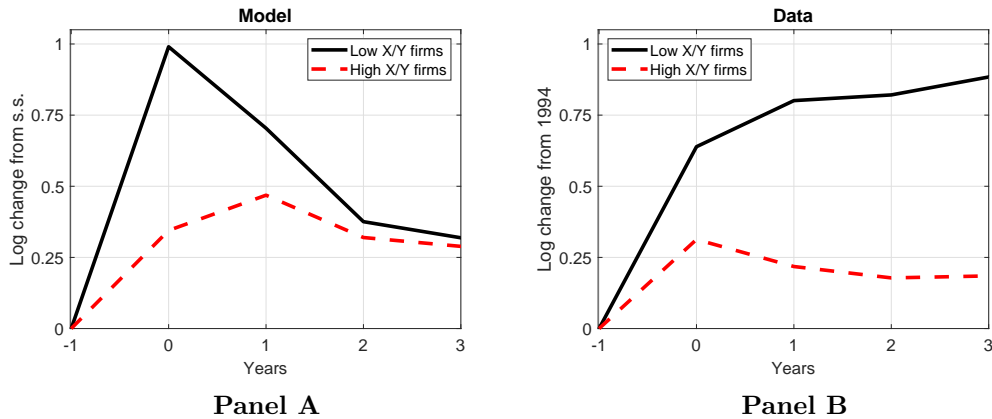 Model
Log change from s.s.
1
0.75
0.5
0.25
0
Low X/Y firms
High X/Y firms
-1 0 1 2 3
Years
Panel A
Data
Log change from 1994
1
0.75
0.5
0.25
0
Low X/Y firms
High X/Y firms
-1 0 1 2 3
Years
Panel B